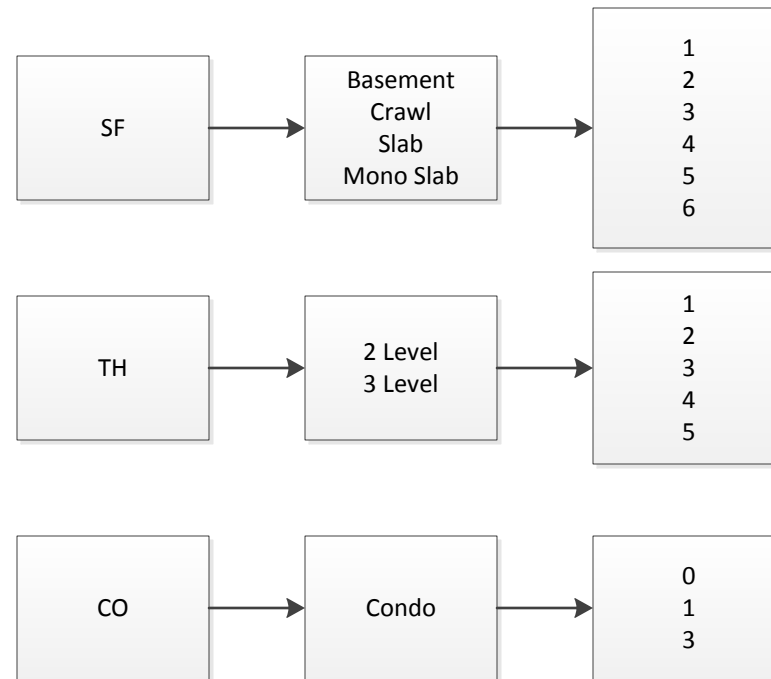 SF
Basement
Crawl
Slab
Mono Slab
1
2
3
4
5
6
TH
2 Level
3 Level
1
2
3
4
5
CO
Condo
0
1
3